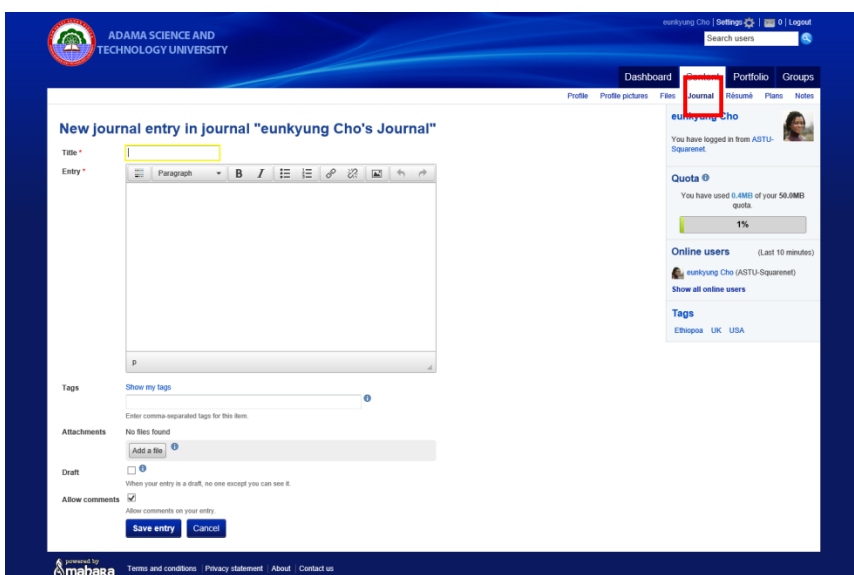 eunkyung Cho | Settings | 0 | Logout
ADAMA SCIENCE AND
TECHNOLOGY UNIVERSITY
Search users
Dashboard Content Portfolio Groups
Profile Profile pictures Files Journal Résumé Plans Notes
New journal entry in journal "eunkyung Cho's Journal"
Title *
Entry *
Paragraph B I
p
Tags Show my tags
Enter comma-separated tags for this item.
Attachments No files found
Add a file
Draft
When your entry is a draft, no one except you can see it.
Allow comments
Allow comments on your entry.
Save entry Cancel
eunkyung Cho
You have logged in from ASTU-
Squarenet.
Quota
You have used 0.4MB of your 50.0MB
quota.
1%
Online users (Last 10 minutes)
eunkyung Cho (ASTU-Squarenet)
Show all online users
Tags
Ethiopoa UK USA
powered by
mahara
Terms and conditions | Privacy statement | About | Contact us